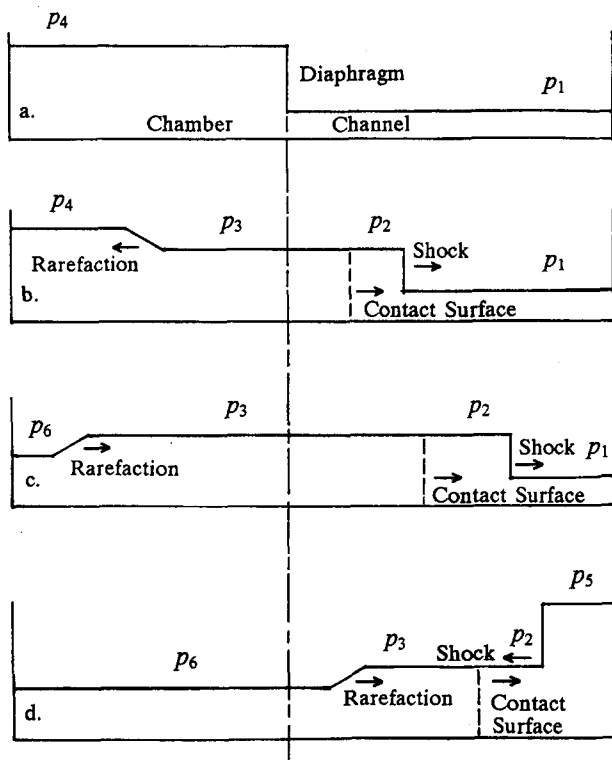 p4
Diaphragm
p1
a.
Chamber
Channel
p4
p3
p2
Shock
p1
Rarefaction
b.
Contact Surface
p6
p3
p2
Shock
p1
Rarefaction
c.
Contact Surface
p5
p6
p3
Shock
p2
Rarefaction
Contact
Surface
d.